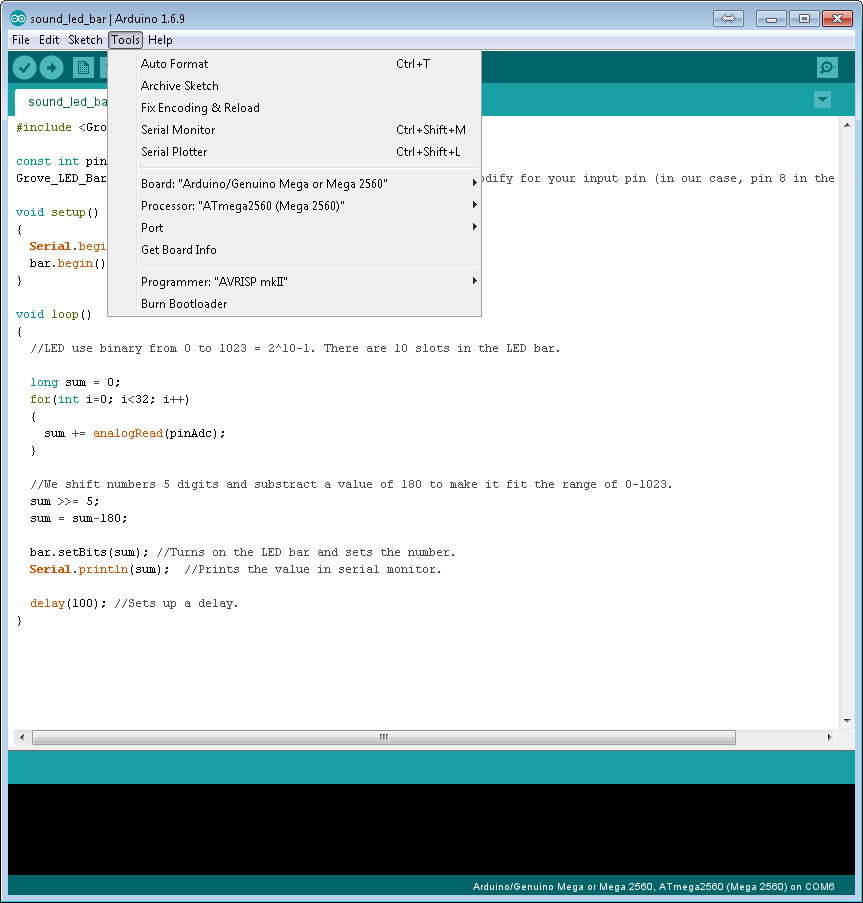 sound_led_bar | Arduino 1.6.9
File Edit Sketch Tools Help
Auto Format Ctrl+T
Archive Sketch
Fix Encoding & Reload
Serial Monitor Ctrl+Shift+M
Serial Plotter Ctrl+Shift+L
Board: "Arduino/Genuino Mega or Mega 2560"
Processor: "ATmega2560 (Mega 2560)"
Port
Get Board Info
Programmer: "AVRISP mkII"
Burn Bootloader
sound_led_ba
#include <Gro
const int pin
Grove_LED_Bar odify for your input pin (in our case, pin 8 in the
void setup()
{
Serial.begi
bar.begin()
}
void loop()
{
//LED use binary from 0 to 1023 = 2^10-1. There are 10 slots in the LED bar.
long sum = 0;
for(int i=0; i<32; i++)
{
sum += analogRead(pinAdc);
}
//We shift numbers 5 digits and substract a value of 180 to make it fit the range of 0-1023.
sum >>= 5;
sum = sum-180;
bar.setBits(sum); //Turns on the LED bar and sets the number.
Serial.println(sum); //Prints the value in serial monitor.
delay(100); //Sets up a delay.
}
Arduino/Genuino Mega or Mega 2560, ATmega2560 (Mega 2560) on COM6